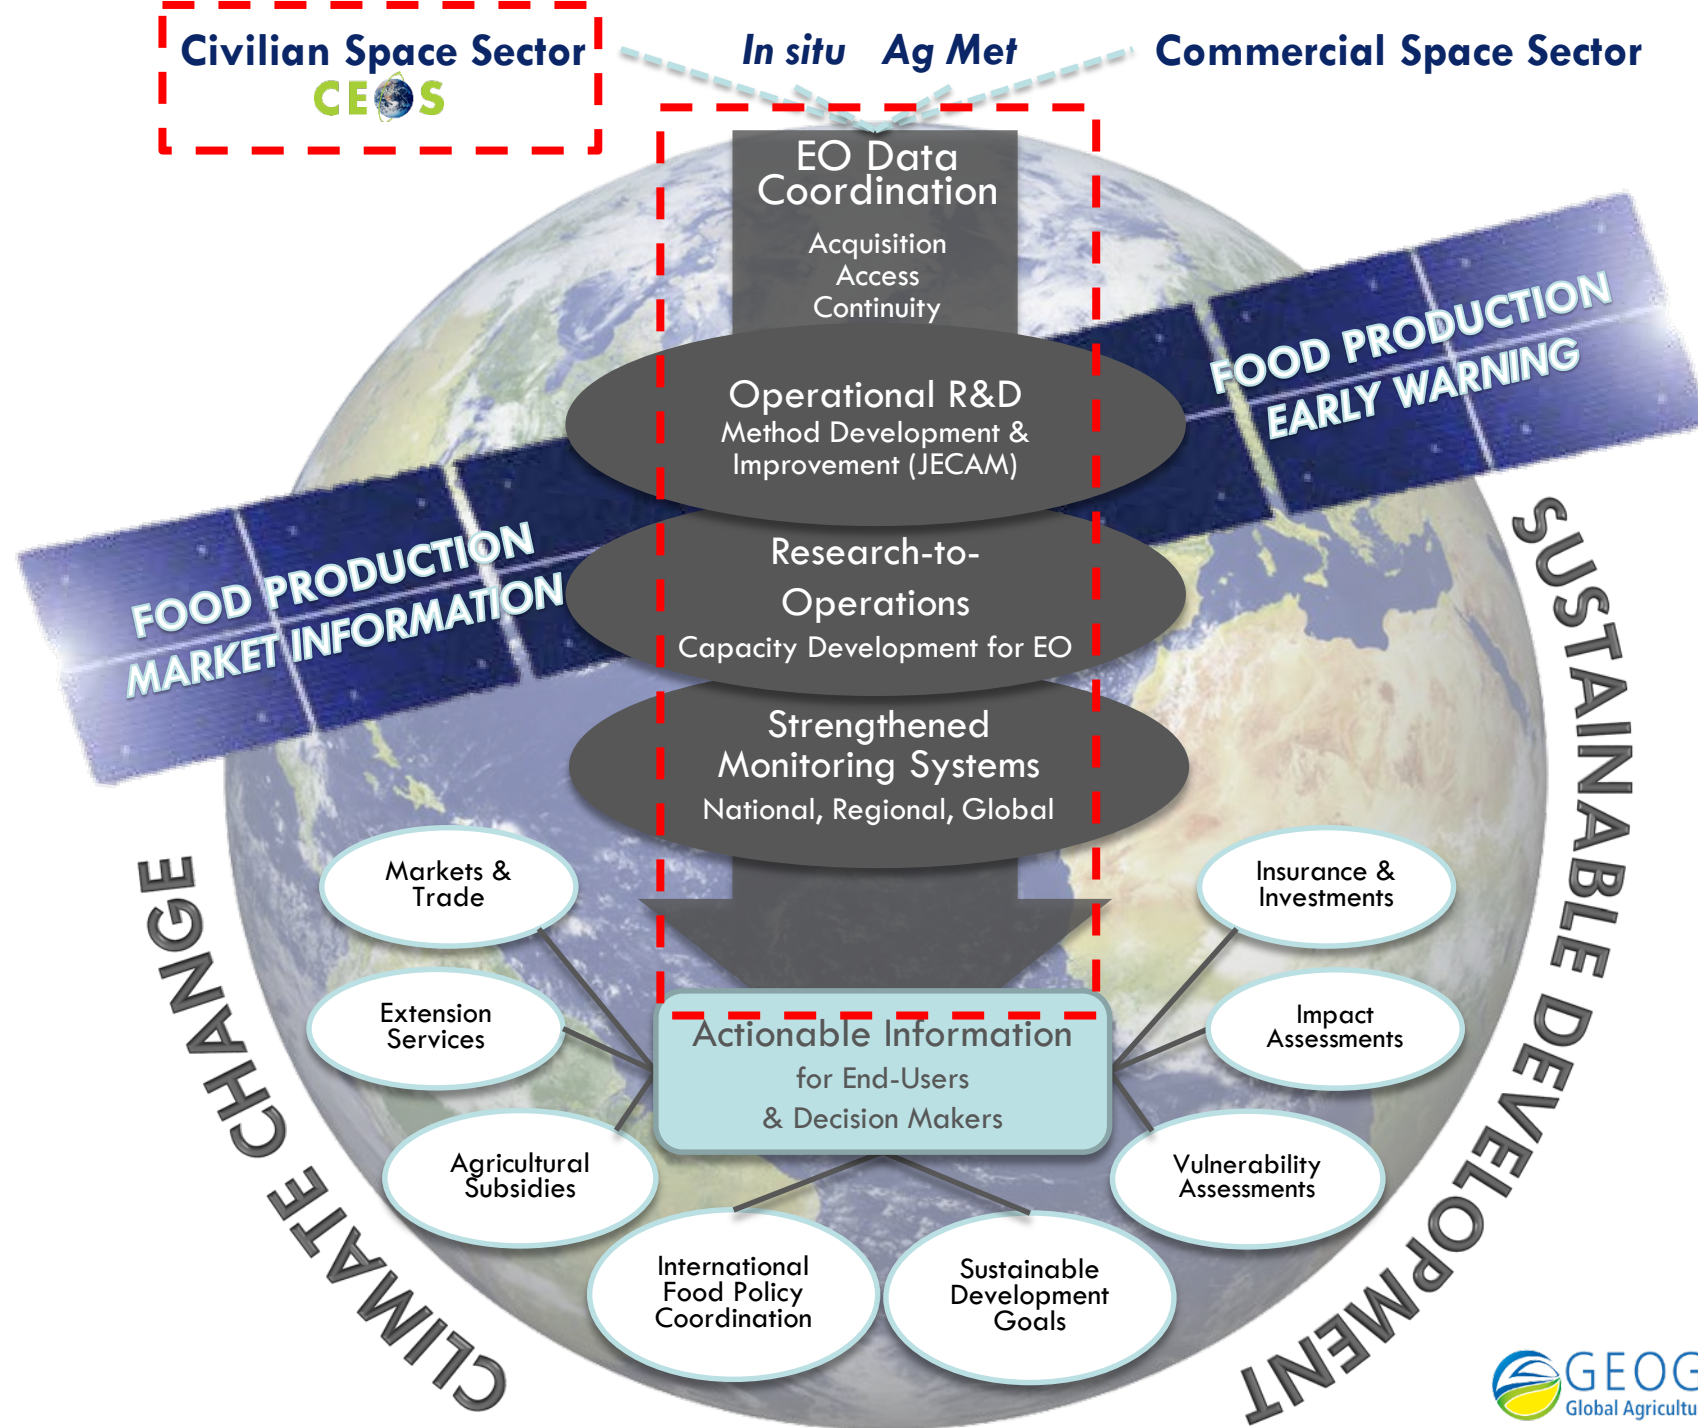 Civilian Space Sector
CEOS
In situ Ag Met
Commercial Space Sector
EO Data
Coordination
Acquisition
Access
Continuity
Operational R&D
Method Development &
Improvement (JECAM)
Research-to-
Operations
Capacity Development for EO
Strengthened
Monitoring Systems
National, Regional, Global
FOOD PRODUCTION
MARKET INFORMATION
FOOD PRODUCTION
EARLY WARNING
CLIMATE CHANGE
SUSTAINABLE DEVELOPMENT
Actionable Information
for End-Users
& Decision Makers
Markets &
Trade
Extension
Services
Agricultural
Subsidies
International
Food Policy
Coordination
Sustainable
Development
Goals
Vulnerability
Assessments
Impact
Assessments
Insurance &
Investments
GEOG
Global Agricultu